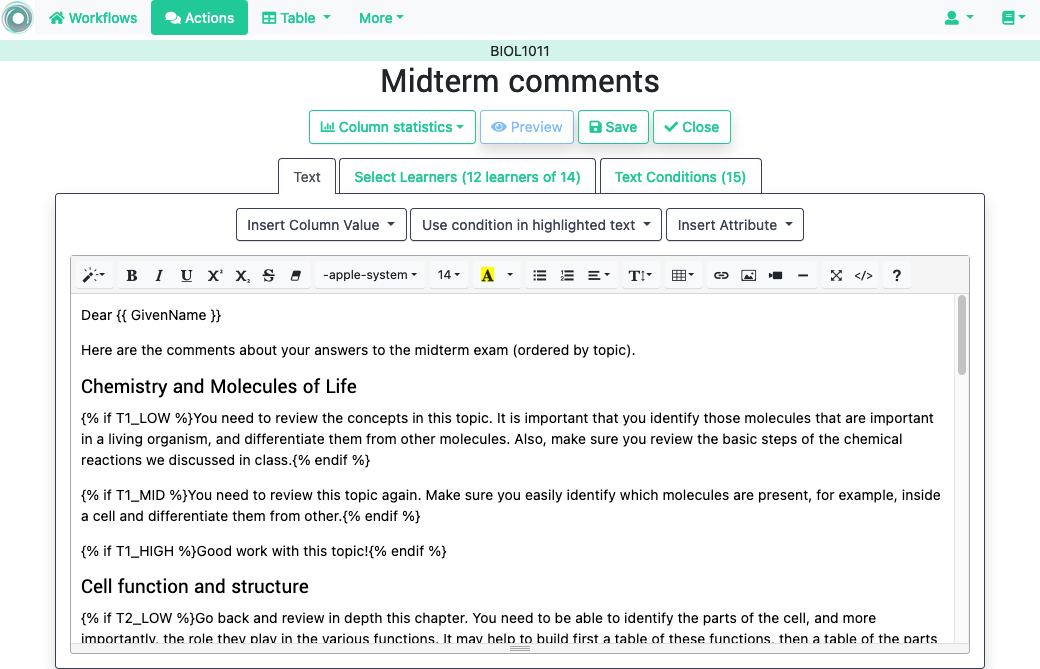 Workflows Actions Table More
BIOL1011
Midterm comments
Column statistics Preview Save Close
Text Select Learners (12 learners of 14) Text Conditions (15)
Insert Column Value Use condition in highlighted text Insert Attribute
B I U X² X₂ S -apple-system 14 A T </> ?
Dear {{ GivenName }}
Here are the comments about your answers to the midterm exam (ordered by topic).
Chemistry and Molecules of Life
{% if T1_LOW %}You need to review the concepts in this topic. It is important that you identify those molecules that are important
in a living organism, and differentiate them from other molecules. Also, make sure you review the basic steps of the chemical
reactions we discussed in class.{% endif %}
{% if T1_MID %}You need to review this topic again. Make sure you easily identify which molecules are present, for example, inside
a cell and differentiate them from other.{% endif %}
{% if T1_HIGH %}Good work with this topic!{% endif %}
Cell function and structure
{% if T2_LOW %}Go back and review in depth this chapter. You need to be able to identify the parts of the cell, and more
importantly, the role they play in the various functions. It may help to build first a table of these functions, then a table of the parts